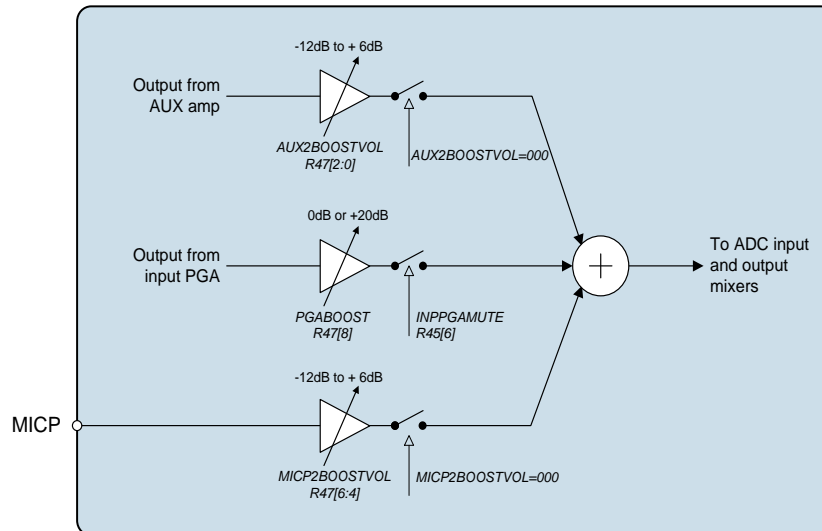 -12dB to + 6dB
Output from
AUX amp
AUX2BOOSTVOL
R47[2:0]
AUX2BOOSTVOL=000
0dB or +20dB
Output from
input PGA
PGABOOST
R47[8]
INPPGAMUTE
R45[6]
+
To ADC input
and output
mixers
-12dB to + 6dB
MICP
MICP2BOOSTVOL
R47[6:4]
MICP2BOOSTVOL=000